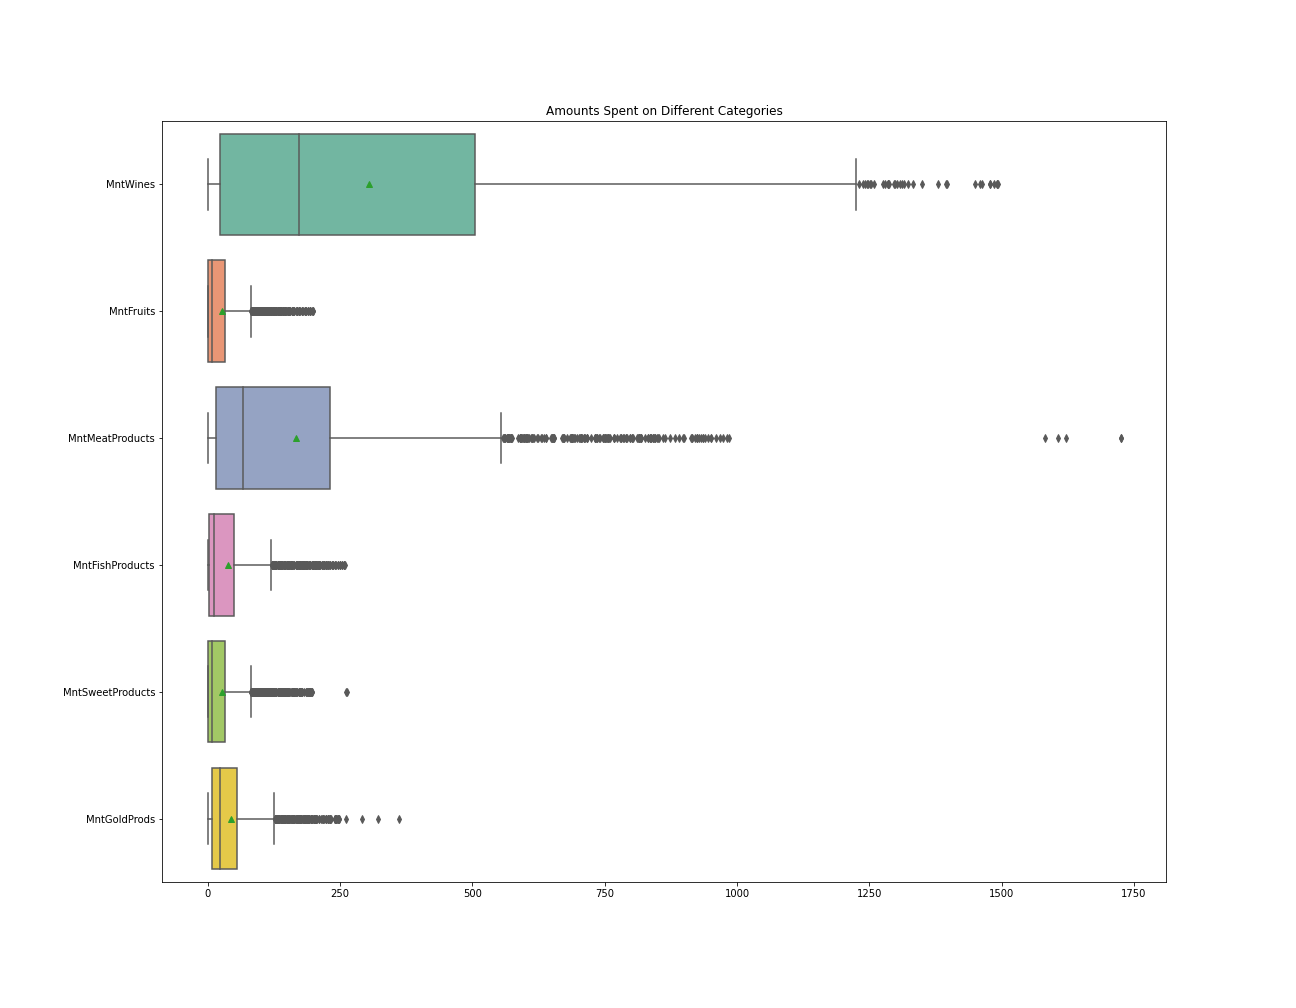 Amounts Spent on Different Categories
MntWines
MntFruits
MntMeatProducts
MntFishProducts
MntSweetProducts
MntGoldProds
0 250 500 750 1000 1250 1500 1750